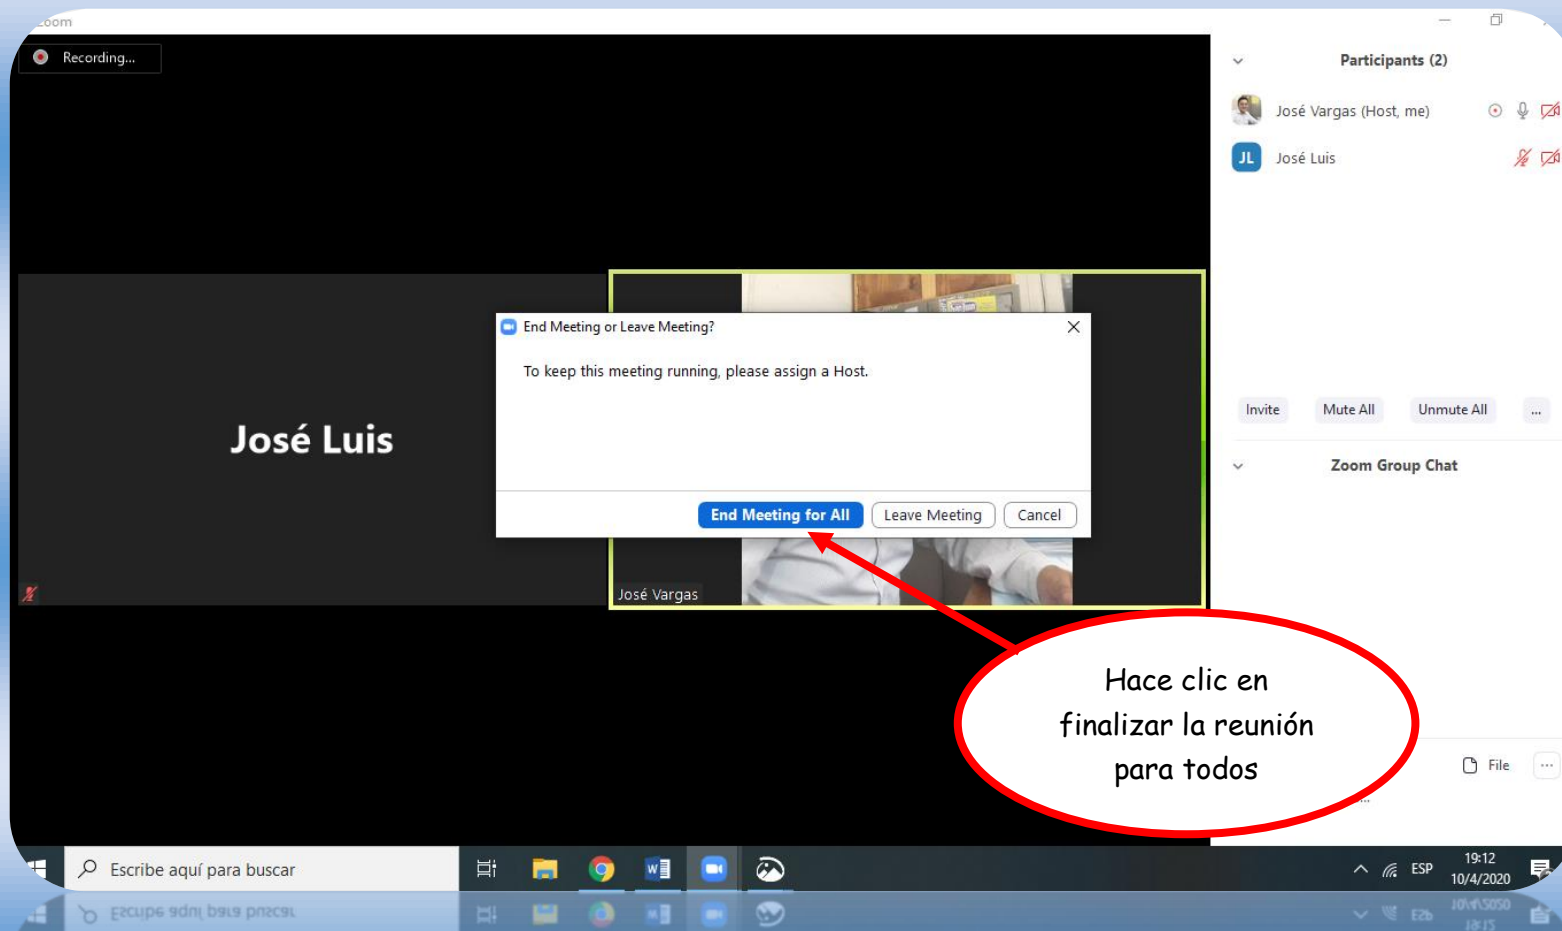 Zoom
Recording...
Participants (2)
José Vargas (Host, me)
JL José Luis
End Meeting or Leave Meeting?
To keep this meeting running, please assign a Host.
José Luis
Invite Mute All Unmute All ...
Zoom Group Chat
End Meeting for All Leave Meeting Cancel
José Vargas
Hace clic en
finalizar la reunión
para todos
File ...
Escribe aquí para buscar
ESP
19:12
10/4/2020